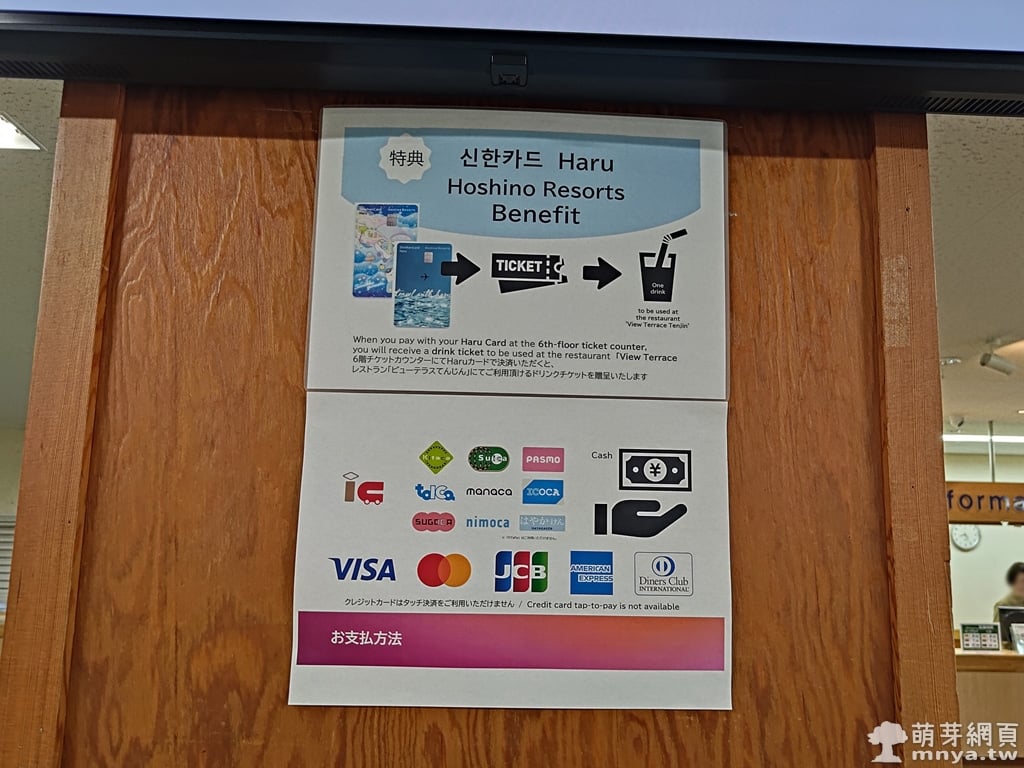 特典
신한카드 Haru
Hoshino Resorts
Benefit
TICKET
One
drink
to be used at
the restaurant
'View Terrace Tenjin'
When you pay with your Haru Card at the 6th-floor ticket counter,
you will receive a drink ticket to be used at the restaurant「View Terrace
6階チケットカウンターにてHaruカードで決済いただくと、
レストラン「ビューテラスてんじん」にてご利用頂けるドリンクチケットを贈呈いたします
Kitaca
Suica
PASMO
Cash
¥
IC
TOICA
manaca
ICOCA
SUGOCA
nimoca
はやかけん
VISA
JCB
AMERICAN
EXPRESS
Diners Club
INTERNATIONAL
クレジットカードはタッチ決済をご利用いただけません / Credit card tap-to-pay is not available
お支払方法
forma
萌芽網頁
mnya.tw